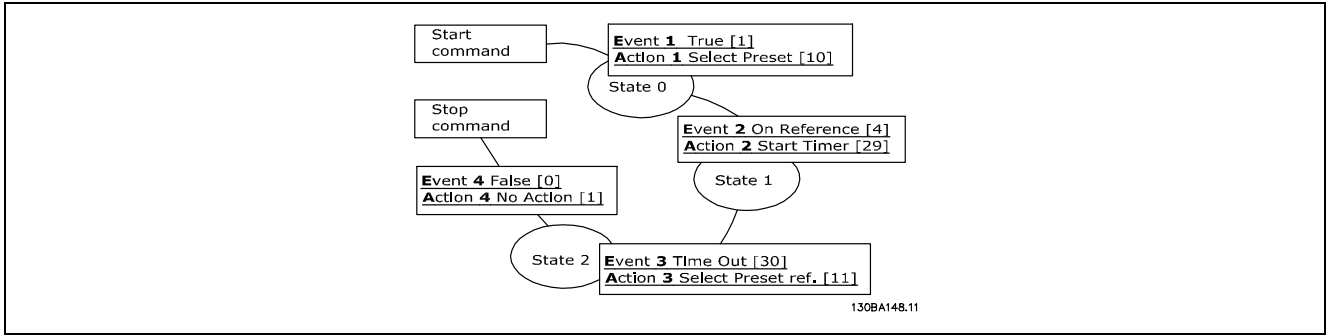 Start
command
Event 1 True [1]
Action 1 Select Preset [10]
State 0
Stop
command
Event 2 On Reference [4]
Action 2 Start Timer [29]
State 1
Event 4 False [0]
Action 4 No Action [1]
State 2
Event 3 TIme Out [30]
Action 3 Select Preset ref. [11]
130BA148.11